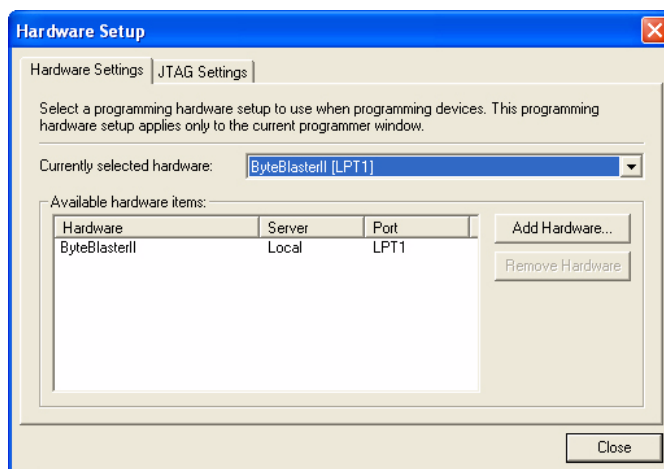 Hardware Setup
Hardware Settings JTAG Settings
Select a programming hardware setup to use when programming devices. This programming
hardware setup applies only to the current programmer window.
Currently selected hardware: ByteBlasterII [LPT1]
Available hardware items:
Hardware Server Port
ByteBlasterII Local LPT1
Add Hardware...
Remove Hardware
Close